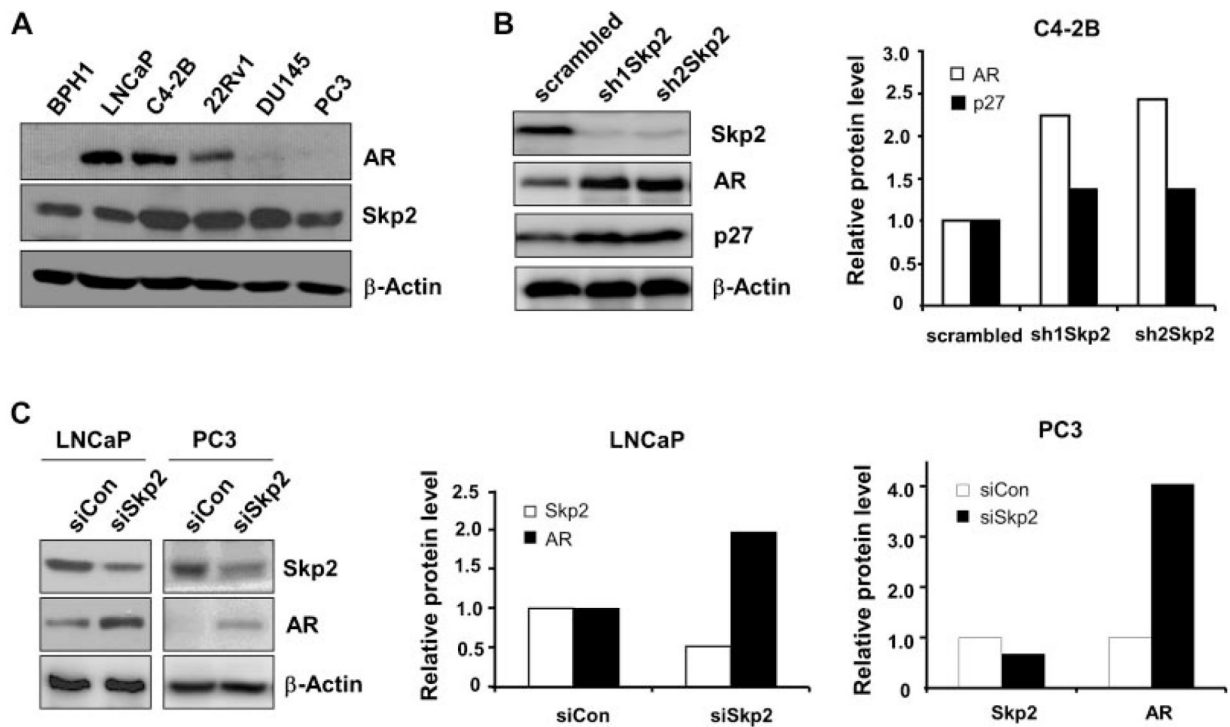 A
BPH1
LNCaP
C4-2B
22Rv1
DU145
PC3
AR
Skp2
β-Actin
B
scrambled
sh1Skp2
sh2Skp2
Skp2
AR
p27
β-Actin
C4-2B
Relative protein level
3.0
2.5
2.0
1.5
1.0
0.5
0
AR
p27
scrambled
sh1Skp2
sh2Skp2
C
LNCaP
PC3
siCon
siSkp2
siCon
siSkp2
Skp2
AR
β-Actin
LNCaP
Relative protein level
2.5
2.0
1.5
1.0
0.5
0
Skp2
AR
siCon
siSkp2
PC3
Relative protein level
4.0
3.0
2.0
1.0
0
siCon
siSkp2
Skp2
AR